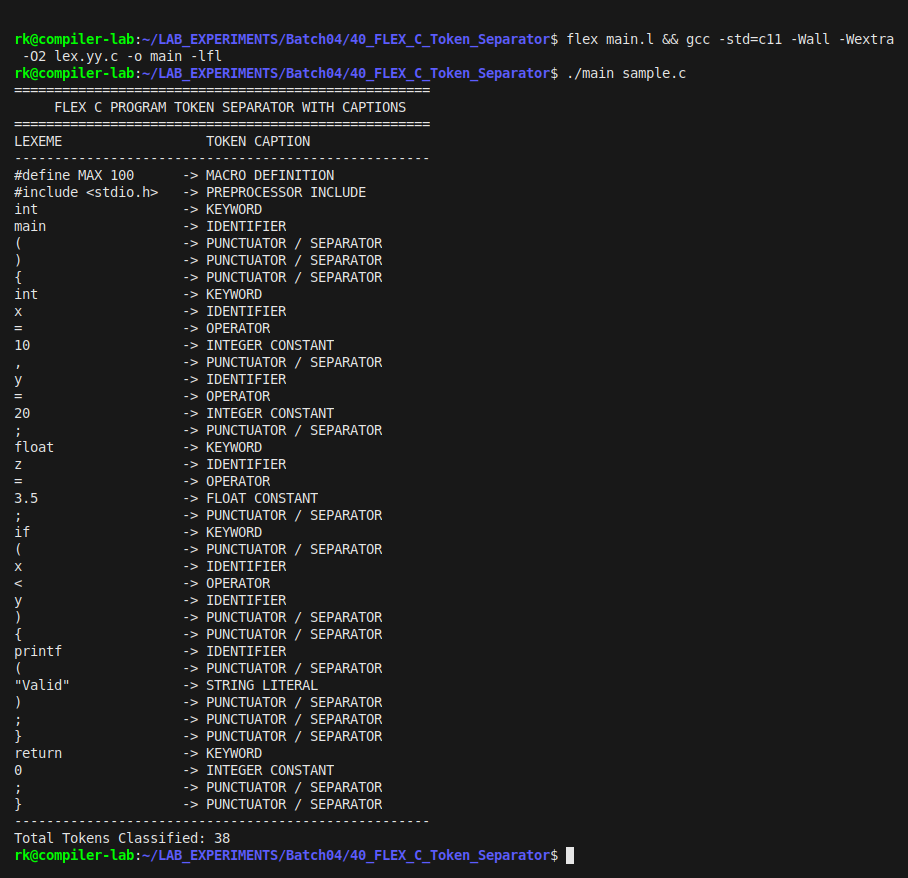 rk@compiler-lab:~/LAB_EXPERIMENTS/Batch04/40_FLEX_C_Token_Separator$ flex main.l && gcc -std=c11 -Wall -Wextra
 -O2 lex.yy.c -o main -lfl
rk@compiler-lab:~/LAB_EXPERIMENTS/Batch04/40_FLEX_C_Token_Separator$ ./main sample.c
====================================================
     FLEX C PROGRAM TOKEN SEPARATOR WITH CAPTIONS
====================================================
LEXEME                  TOKEN CAPTION
----------------------------------------------------
#define MAX 100      -> MACRO DEFINITION
#include <stdio.h>   -> PREPROCESSOR INCLUDE
int                  -> KEYWORD
main                 -> IDENTIFIER
(                    -> PUNCTUATOR / SEPARATOR
)                    -> PUNCTUATOR / SEPARATOR
{                    -> PUNCTUATOR / SEPARATOR
int                  -> KEYWORD
x                    -> IDENTIFIER
=                    -> OPERATOR
10                   -> INTEGER CONSTANT
,                    -> PUNCTUATOR / SEPARATOR
y                    -> IDENTIFIER
=                    -> OPERATOR
20                   -> INTEGER CONSTANT
;                    -> PUNCTUATOR / SEPARATOR
float                -> KEYWORD
z                    -> IDENTIFIER
=                    -> OPERATOR
3.5                  -> FLOAT CONSTANT
;                    -> PUNCTUATOR / SEPARATOR
if                   -> KEYWORD
(                    -> PUNCTUATOR / SEPARATOR
x                    -> IDENTIFIER
<                    -> OPERATOR
y                    -> IDENTIFIER
)                    -> PUNCTUATOR / SEPARATOR
{                    -> PUNCTUATOR / SEPARATOR
printf               -> IDENTIFIER
(                    -> PUNCTUATOR / SEPARATOR
"Valid"              -> STRING LITERAL
)                    -> PUNCTUATOR / SEPARATOR
;                    -> PUNCTUATOR / SEPARATOR
}                    -> PUNCTUATOR / SEPARATOR
return               -> KEYWORD
0                    -> INTEGER CONSTANT
;                    -> PUNCTUATOR / SEPARATOR
}                    -> PUNCTUATOR / SEPARATOR
----------------------------------------------------
Total Tokens Classified: 38
rk@compiler-lab:~/LAB_EXPERIMENTS/Batch04/40_FLEX_C_Token_Separator$